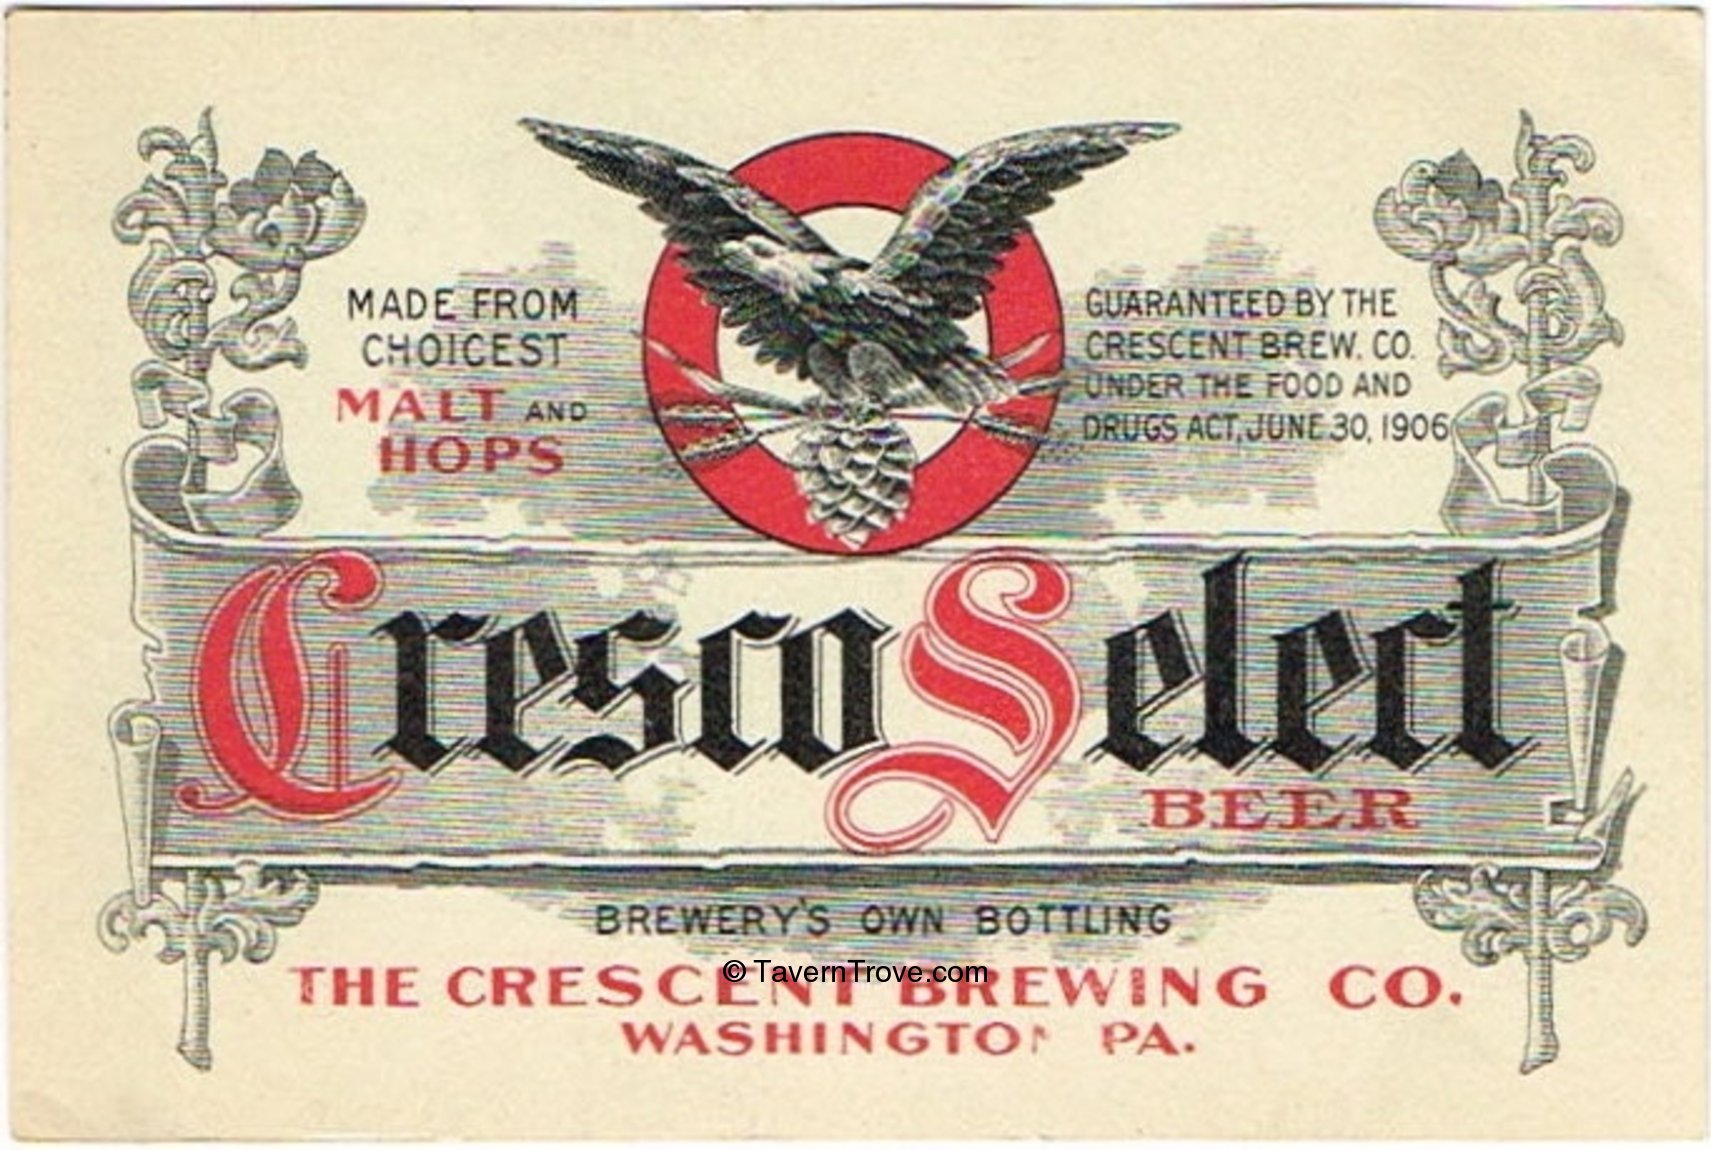 MADE FROM
CHOICEST
MALT AND
HOPS
GUARANTEED BY THE
CRESCENT BREW. CO.
UNDER THE FOOD AND
DRUGS ACT, JUNE 30, 1906
Cresco Select
BEER
BREWERY'S OWN BOTTLING
© TavernTrove.com
THE CRESCENT BREWING CO.
WASHINGTON PA.